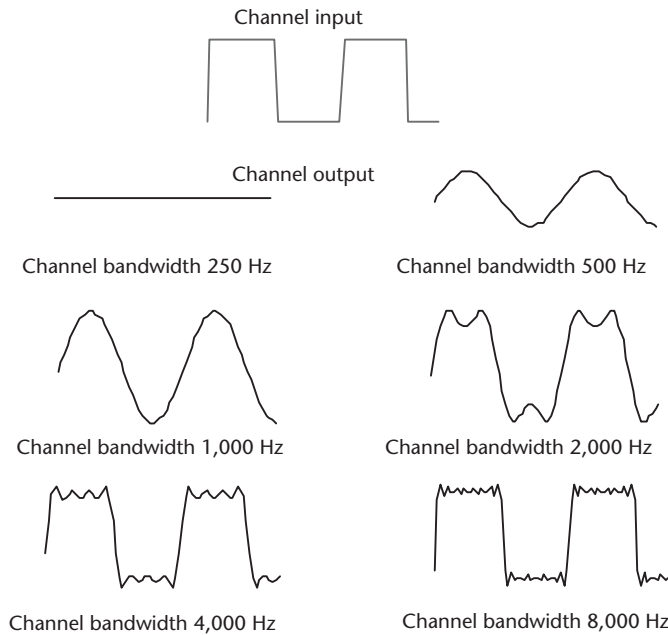 Channel input
Channel output
Channel bandwidth 250 Hz
Channel bandwidth 500 Hz
Channel bandwidth 1,000 Hz
Channel bandwidth 2,000 Hz
Channel bandwidth 4,000 Hz
Channel bandwidth 8,000 Hz